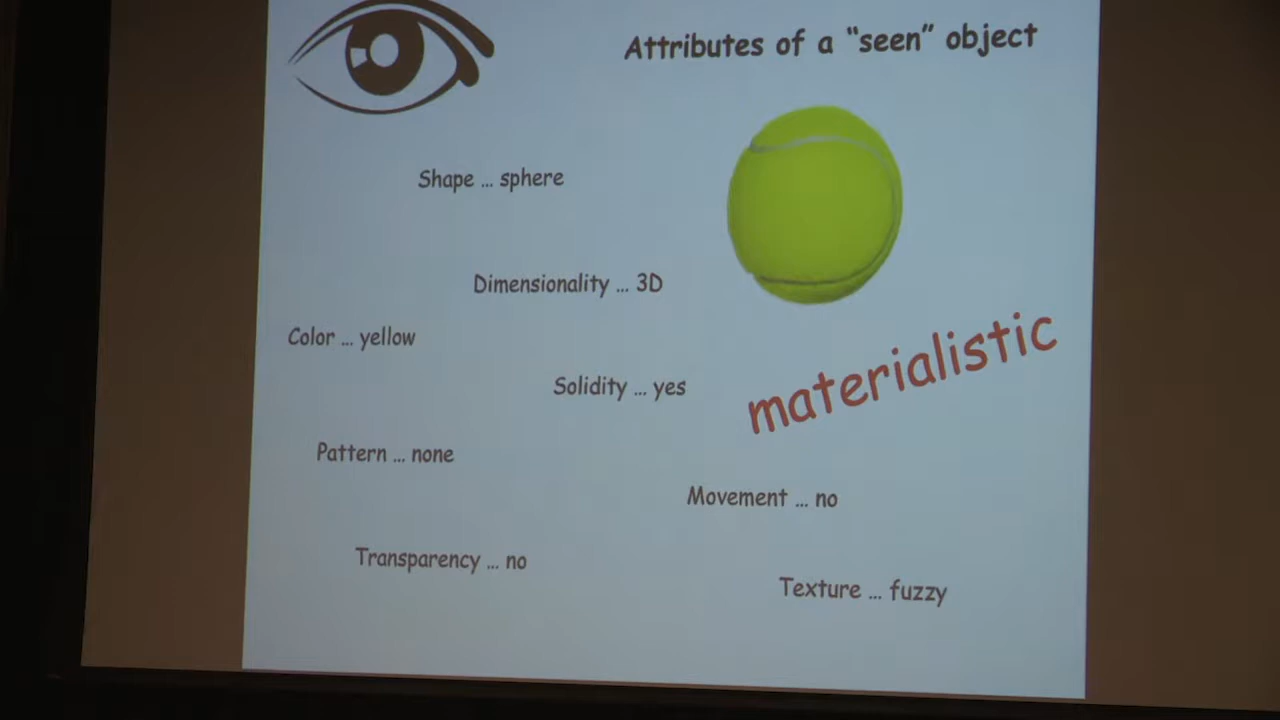 Attributes of a “seen” object
Shape ... sphere
Dimensionality ... 3D
Color ... yellow
Solidity ... yes
materialistic
Pattern ... none
Movement ... no
Transparency ... no
Texture ... fuzzy